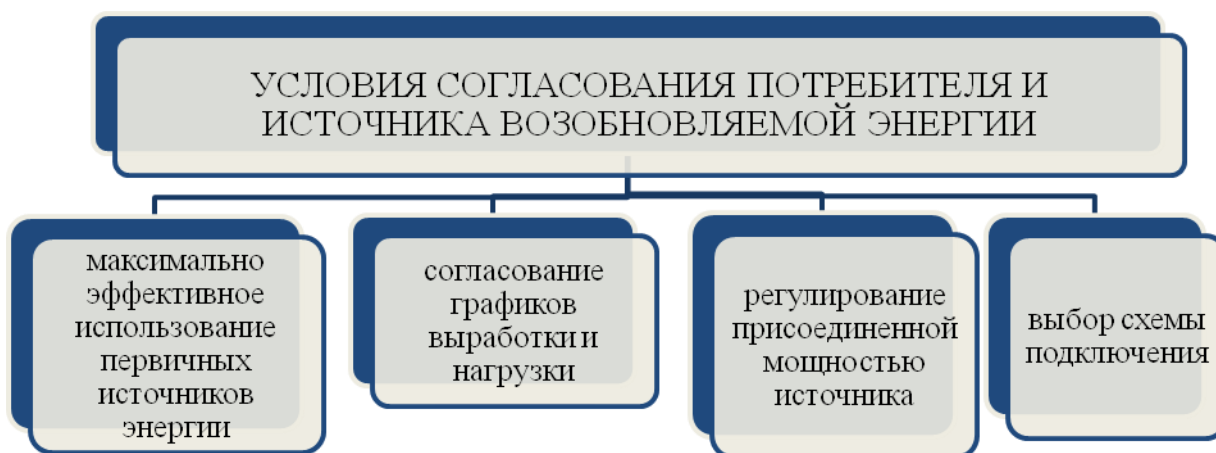 УСЛОВИЯ СОГЛАСОВАНИЯ ПОТРЕБИТЕЛЯ И
ИСТОЧНИКА ВОЗОБНОВЛЯЕМОЙ ЭНЕРГИИ
максимально
эффективное
использование
первичных
источников
энергии
согласование
графиков
выработки и
нагрузки
регулирование
присоединенной
мощностью
источника
выбор схемы
подключения